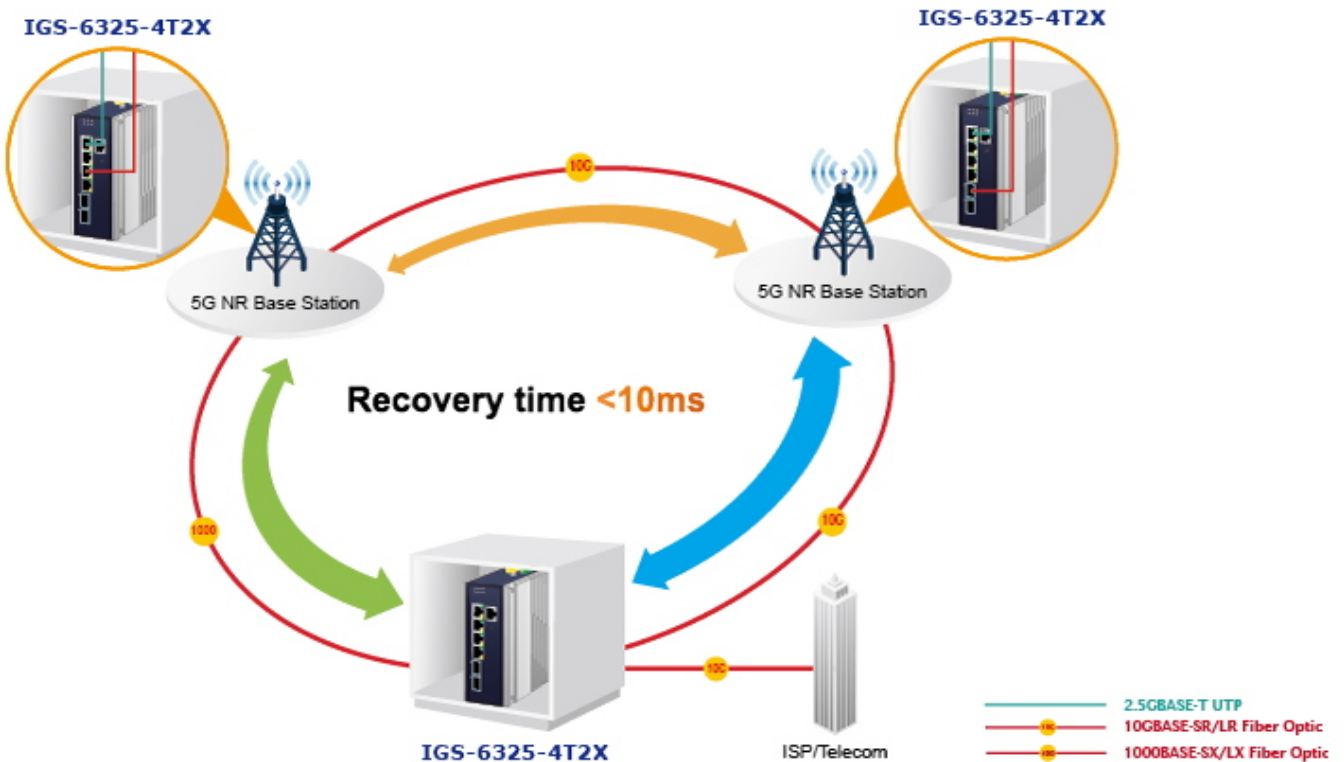 IGS-6325-4T2X
IGS-6325-4T2X
10G
5G NR Base Station
5G NR Base Station
Recovery time <10ms
1000
10G
10G
2.5GBASE-T UTP
10GBASE-SR/LR Fiber Optic
1000BASE-SX/LX Fiber Optic
IGS-6325-4T2X
ISP/Telecom